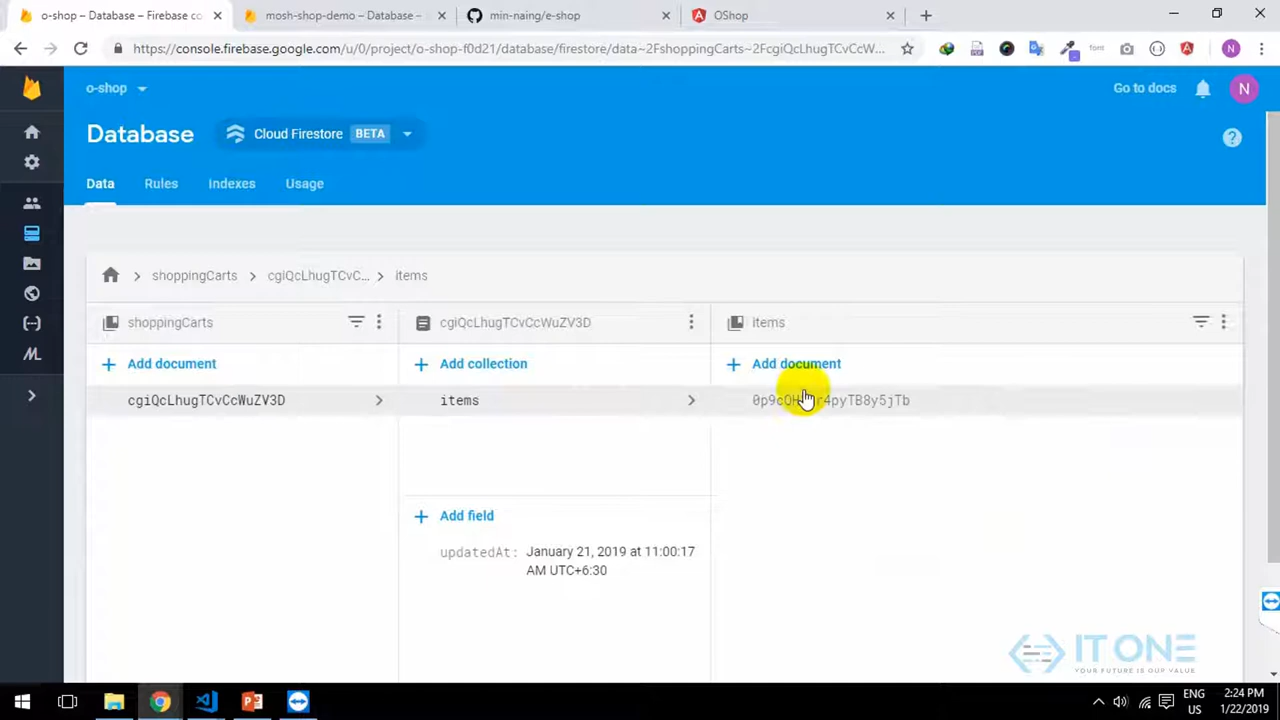 o-shop – Database – Firebase co
mosh-shop-demo – Database –
min-naing/e-shop
OShop
https://console.firebase.google.com/u/0/project/o-shop-f0d21/database/firestore/data~2FshoppingCarts~2FcgiQcLhugTCvCcW...
font
N
o-shop
Go to docs
N
Database
Cloud Firestore
BETA
Data
Rules
Indexes
Usage
shoppingCarts
cgiQcLhugTCvC...
items
shoppingCarts
cgiQcLhugTCvCcWuZV3D
items
Add document
Add collection
Add document
cgiQcLhugTCvCcWuZV3D
items
Add field
updatedAt:
January 21, 2019 at 11:00:17
AM UTC+6:30
IT ONE
YOUR FUTURE IS OUR VALUE
ENG
US
2:24 PM
1/22/2019